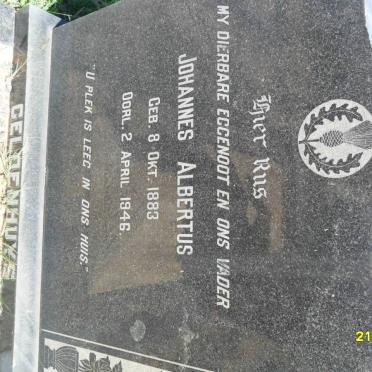 Hier Rus
MY DIERBARE EGGENOOT EN ONS VADER
JOHANNES ALBERTUS
GEB. 8 OKT. 1883
OORL. 2 APRIL 1946.
"U PLEK IS LEEG IN ONS HUIS."
21